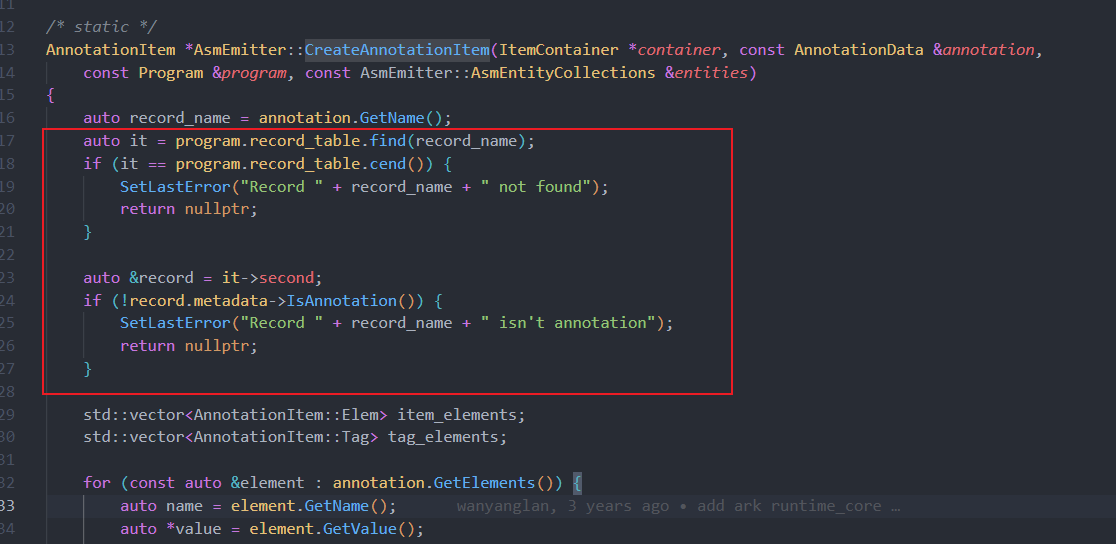 11
12 /* static */
13 AnnotationItem *AsmEmitter::CreateAnnotationItem(ItemContainer *container, const AnnotationData &annotation,
14 const Program &program, const AsmEmitter::AsmEntityCollections &entities)
15 {
16 auto record_name = annotation.GetName();
17 auto it = program.record_table.find(record_name);
18 if (it == program.record_table.cend()) {
19 SetLastError("Record " + record_name + " not found");
20 return nullptr;
21 }
22
23 auto &record = it->second;
24 if (!record.metadata->IsAnnotation()) {
25 SetLastError("Record " + record_name + " isn't annotation");
26 return nullptr;
27 }
28
29 std::vector<AnnotationItem::Elem> item_elements;
30 std::vector<AnnotationItem::Tag> tag_elements;
31
32 for (const auto &element : annotation.GetElements()) {
33 auto name = element.GetName(); wanyanglan, 3 years ago • add ark runtime_core …
34 auto *value = element.GetValue();